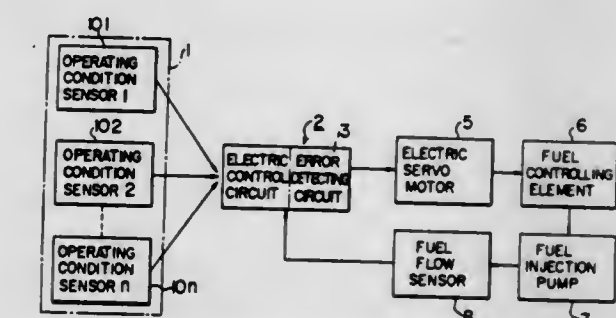 101
1
OPERATING
CONDITION
SENSOR 1
102
OPERATING
CONDITION
SENSOR 2
OPERATING
CONDITION
SENSOR n
10n
2
3
ELECTRIC
CONTROL
CIRCUIT
ERROR
DETECTING
CIRCUIT
5
ELECTRIC
SERVO
MOTOR
6
FUEL
CONTROLLING
ELEMENT
FUEL
FLOW
SENSOR
8
FUEL
INJECTION
PUMP
7